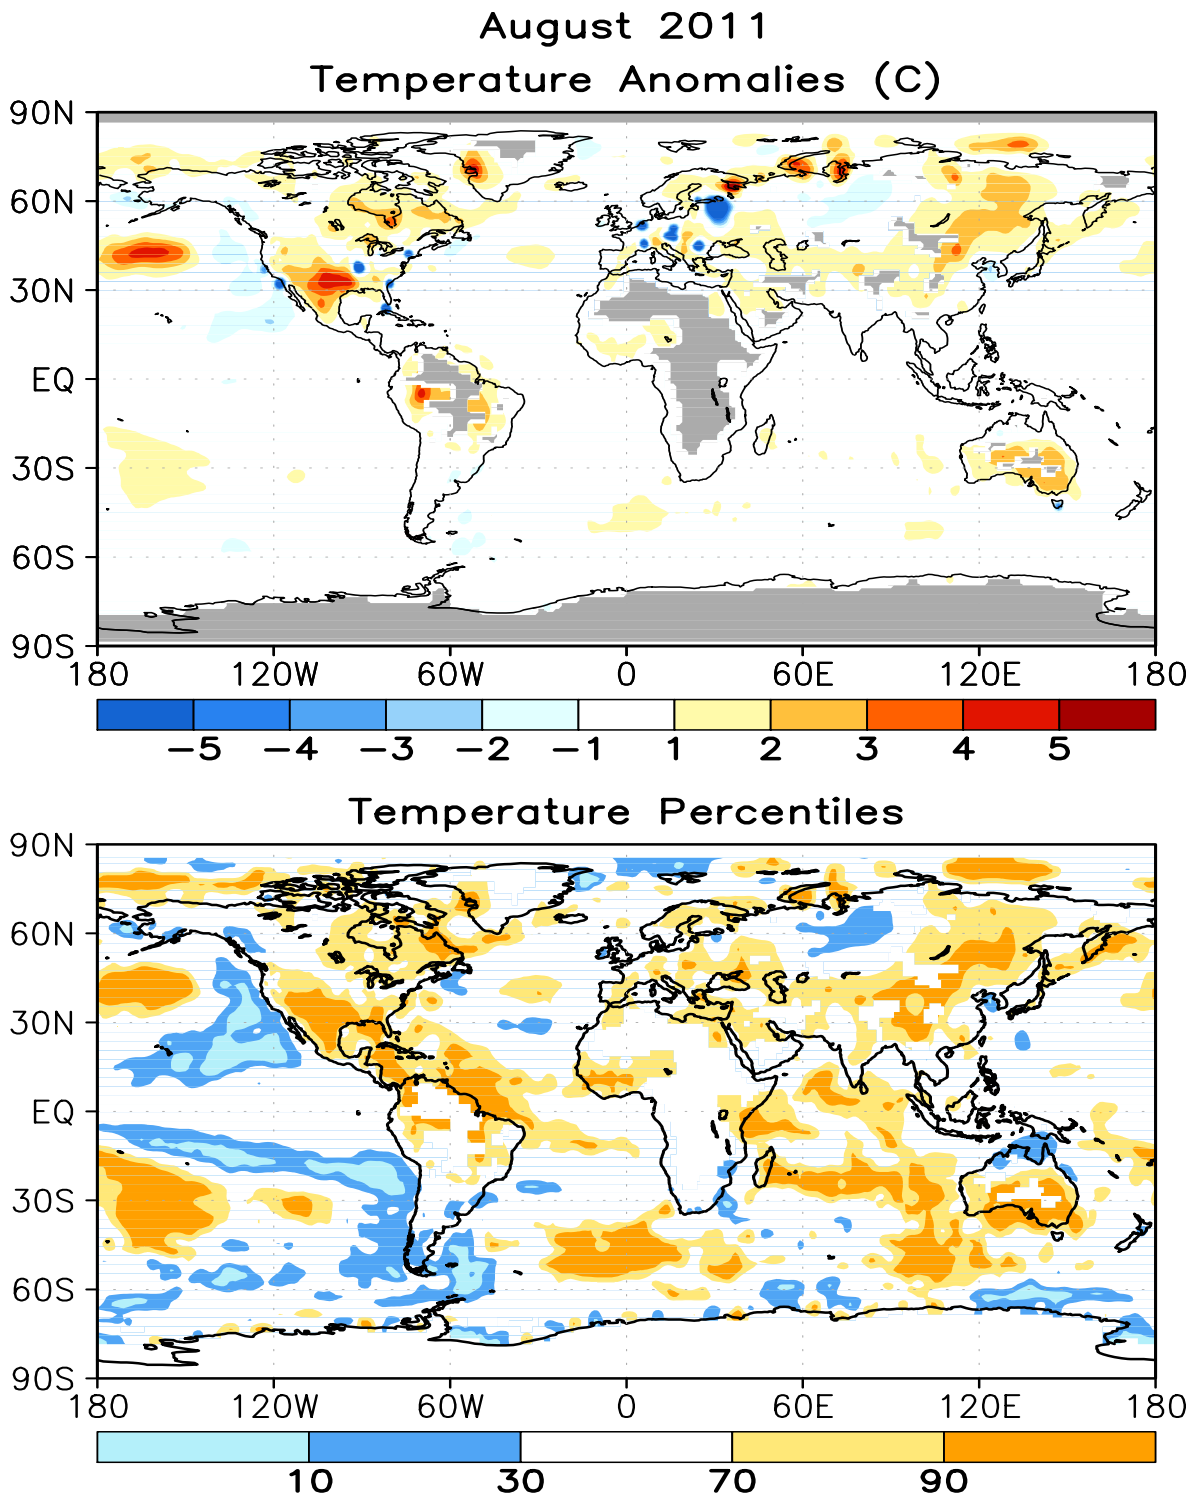 August 2011
Temperature Anomalies (C)
90N
60N
30N
EQ
30S
60S
90S
180 120W 60W 0 60E 120E 180
-5 -4 -3 -2 -1 1 2 3 4 5
Temperature Percentiles
90N
60N
30N
EQ
30S
60S
90S
180 120W 60W 0 60E 120E 180
10 30 70 90